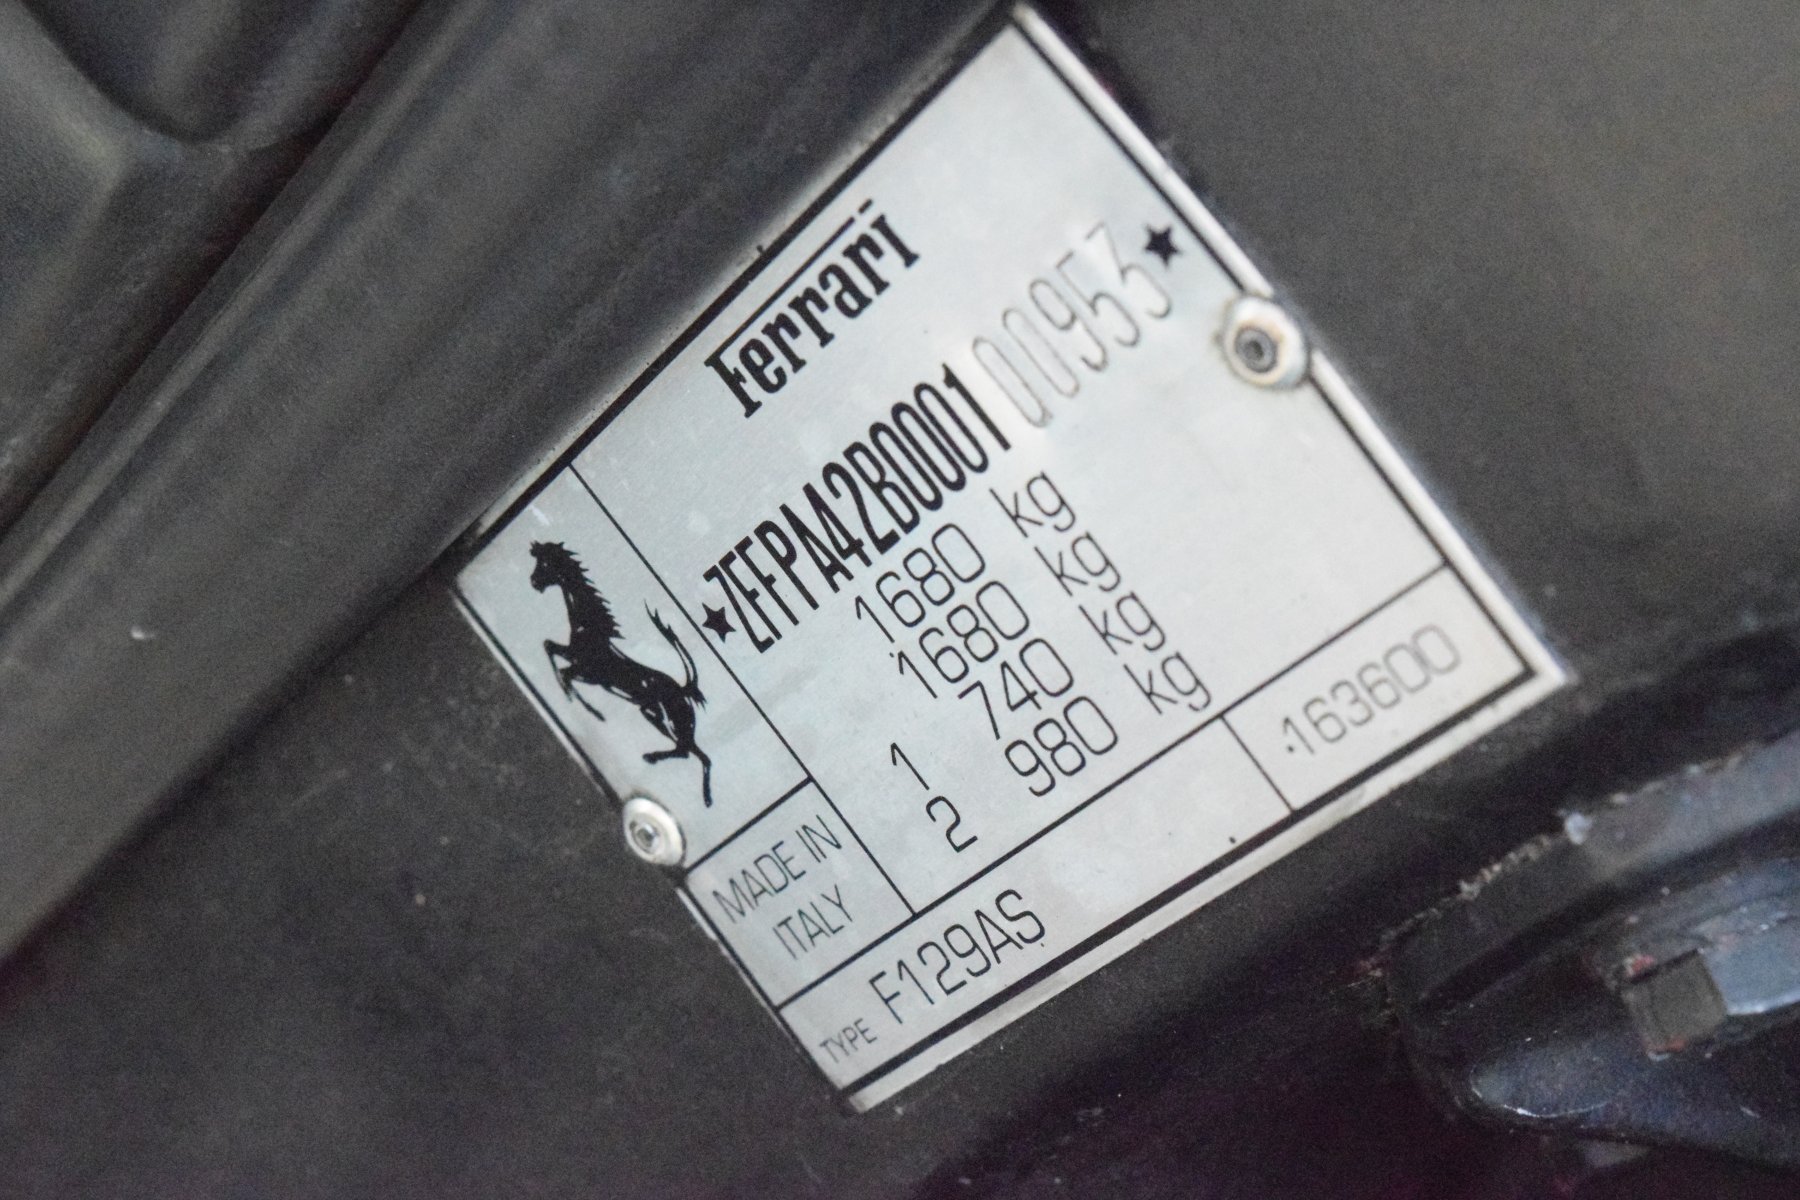 Ferrari
★ZFFPA42B000100953★
1680 kg
1680 kg
1 740 kg
2 980 kg
MADE IN
ITALY
TYPE F129AS
163600